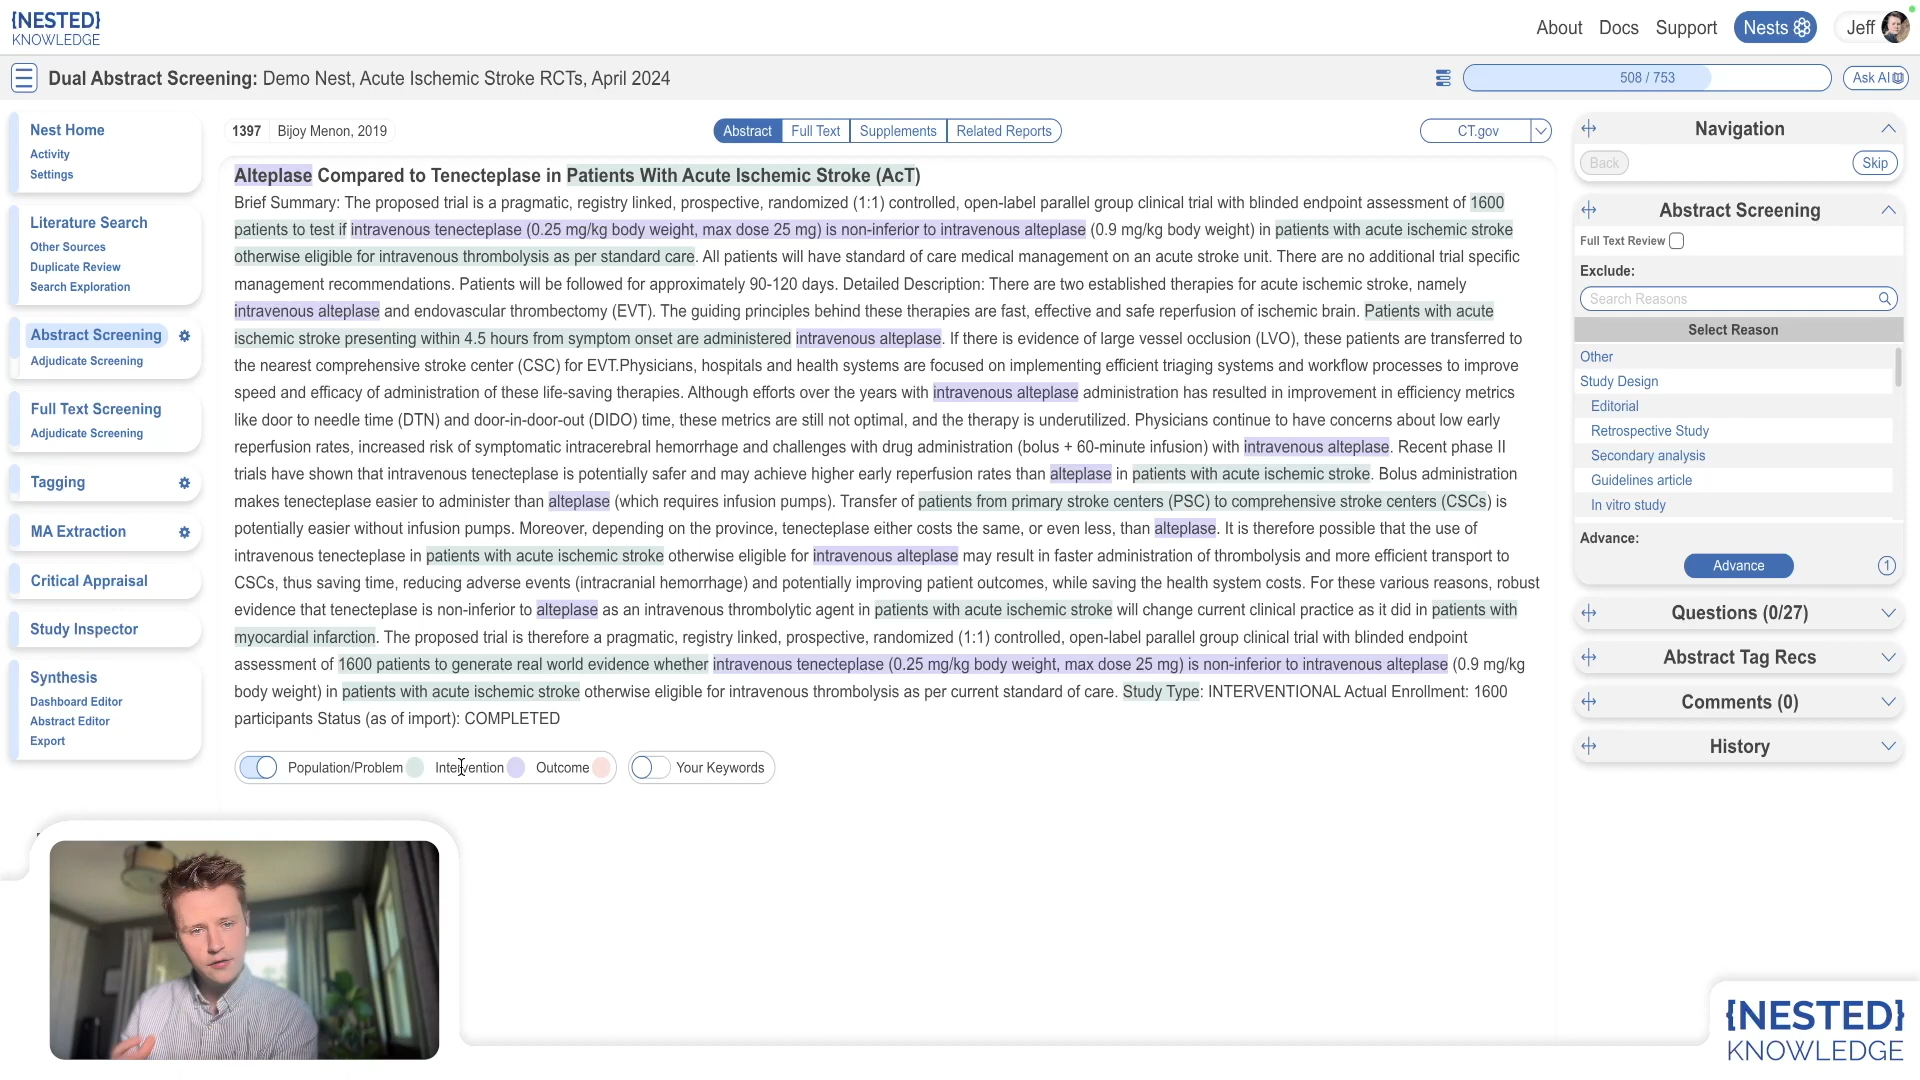 {NESTED}
KNOWLEDGE
About Docs Support Nests Jeff
Dual Abstract Screening: Demo Nest, Acute Ischemic Stroke RCTs, April 2024
508 / 753
Ask AI
Nest Home
Activity
Settings
Literature Search
Other Sources
Duplicate Review
Search Exploration
Abstract Screening
Adjudicate Screening
Full Text Screening
Adjudicate Screening
Tagging
MA Extraction
Critical Appraisal
Study Inspector
Synthesis
Dashboard Editor
Abstract Editor
Export
1397 Bijoy Menon, 2019
Abstract Full Text Supplements Related Reports
CT.gov
Alteplase Compared to Tenecteplase in Patients With Acute Ischemic Stroke (AcT)
Brief Summary: The proposed trial is a pragmatic, registry linked, prospective, randomized (1:1) controlled, open-label parallel group clinical trial with blinded endpoint assessment of 1600
patients to test if intravenous tenecteplase (0.25 mg/kg body weight, max dose 25 mg) is non-inferior to intravenous alteplase (0.9 mg/kg body weight) in patients with acute ischemic stroke
otherwise eligible for intravenous thrombolysis as per standard care. All patients will have standard of care medical management on an acute stroke unit. There are no additional trial specific
management recommendations. Patients will be followed for approximately 90-120 days. Detailed Description: There are two established therapies for acute ischemic stroke, namely
intravenous alteplase and endovascular thrombectomy (EVT). The guiding principles behind these therapies are fast, effective and safe reperfusion of ischemic brain. Patients with acute
ischemic stroke presenting within 4.5 hours from symptom onset are administered intravenous alteplase. If there is evidence of large vessel occlusion (LVO), these patients are transferred to
the nearest comprehensive stroke center (CSC) for EVT.Physicians, hospitals and health systems are focused on implementing efficient triaging systems and workflow processes to improve
speed and efficacy of administration of these life-saving therapies. Although efforts over the years with intravenous alteplase administration has resulted in improvement in efficiency metrics
like door to needle time (DTN) and door-in-door-out (DIDO) time, these metrics are still not optimal, and the therapy is underutilized. Physicians continue to have concerns about low early
reperfusion rates, increased risk of symptomatic intracerebral hemorrhage and challenges with drug administration (bolus + 60-minute infusion) with intravenous alteplase. Recent phase II
trials have shown that intravenous tenecteplase is potentially safer and may achieve higher early reperfusion rates than alteplase in patients with acute ischemic stroke. Bolus administration
makes tenecteplase easier to administer than alteplase (which requires infusion pumps). Transfer of patients from primary stroke centers (PSC) to comprehensive stroke centers (CSCs) is
potentially easier without infusion pumps. Moreover, depending on the province, tenecteplase either costs the same, or even less, than alteplase. It is therefore possible that the use of
intravenous tenecteplase in patients with acute ischemic stroke otherwise eligible for intravenous alteplase may result in faster administration of thrombolysis and more efficient transport to
CSCs, thus saving time, reducing adverse events (intracranial hemorrhage) and potentially improving patient outcomes, while saving the health system costs. For these various reasons, robust
evidence that tenecteplase is non-inferior to alteplase as an intravenous thrombolytic agent in patients with acute ischemic stroke will change current clinical practice as it did in patients with
myocardial infarction. The proposed trial is therefore a pragmatic, registry linked, prospective, randomized (1:1) controlled, open-label parallel group clinical trial with blinded endpoint
assessment of 1600 patients to generate real world evidence whether intravenous tenecteplase (0.25 mg/kg body weight, max dose 25 mg) is non-inferior to intravenous alteplase (0.9 mg/kg
body weight) in patients with acute ischemic stroke otherwise eligible for intravenous thrombolysis as per current standard of care. Study Type: INTERVENTIONAL Actual Enrollment: 1600
participants Status (as of import): COMPLETED
Population/Problem Intervention Outcome Your Keywords
Navigation
Back Skip
Abstract Screening
Full Text Review
Exclude:
Search Reasons
Select Reason
Other
Study Design
Editorial
Retrospective Study
Secondary analysis
Guidelines article
In vitro study
Advance:
Advance 1
Questions (0/27)
Abstract Tag Recs
Comments (0)
History
{NESTED}
KNOWLEDGE